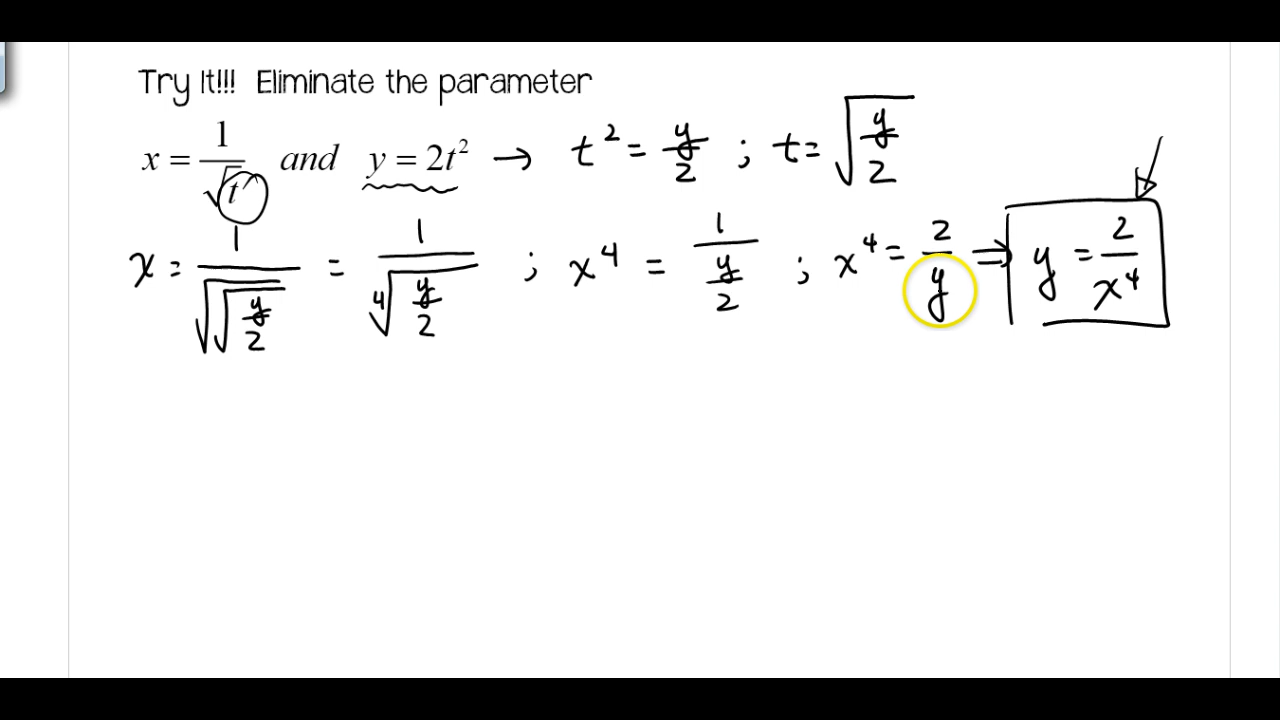 Try It!!! Eliminate the parameter
x = 1/√t and y = 2t² → t² = y/2 ; t = √(y/2)
x = 1/√√(y/2) = 1/∜(y/2) ; x⁴ = 1/(y/2) ; x⁴ = 2/y ⇒ y = 2/x⁴